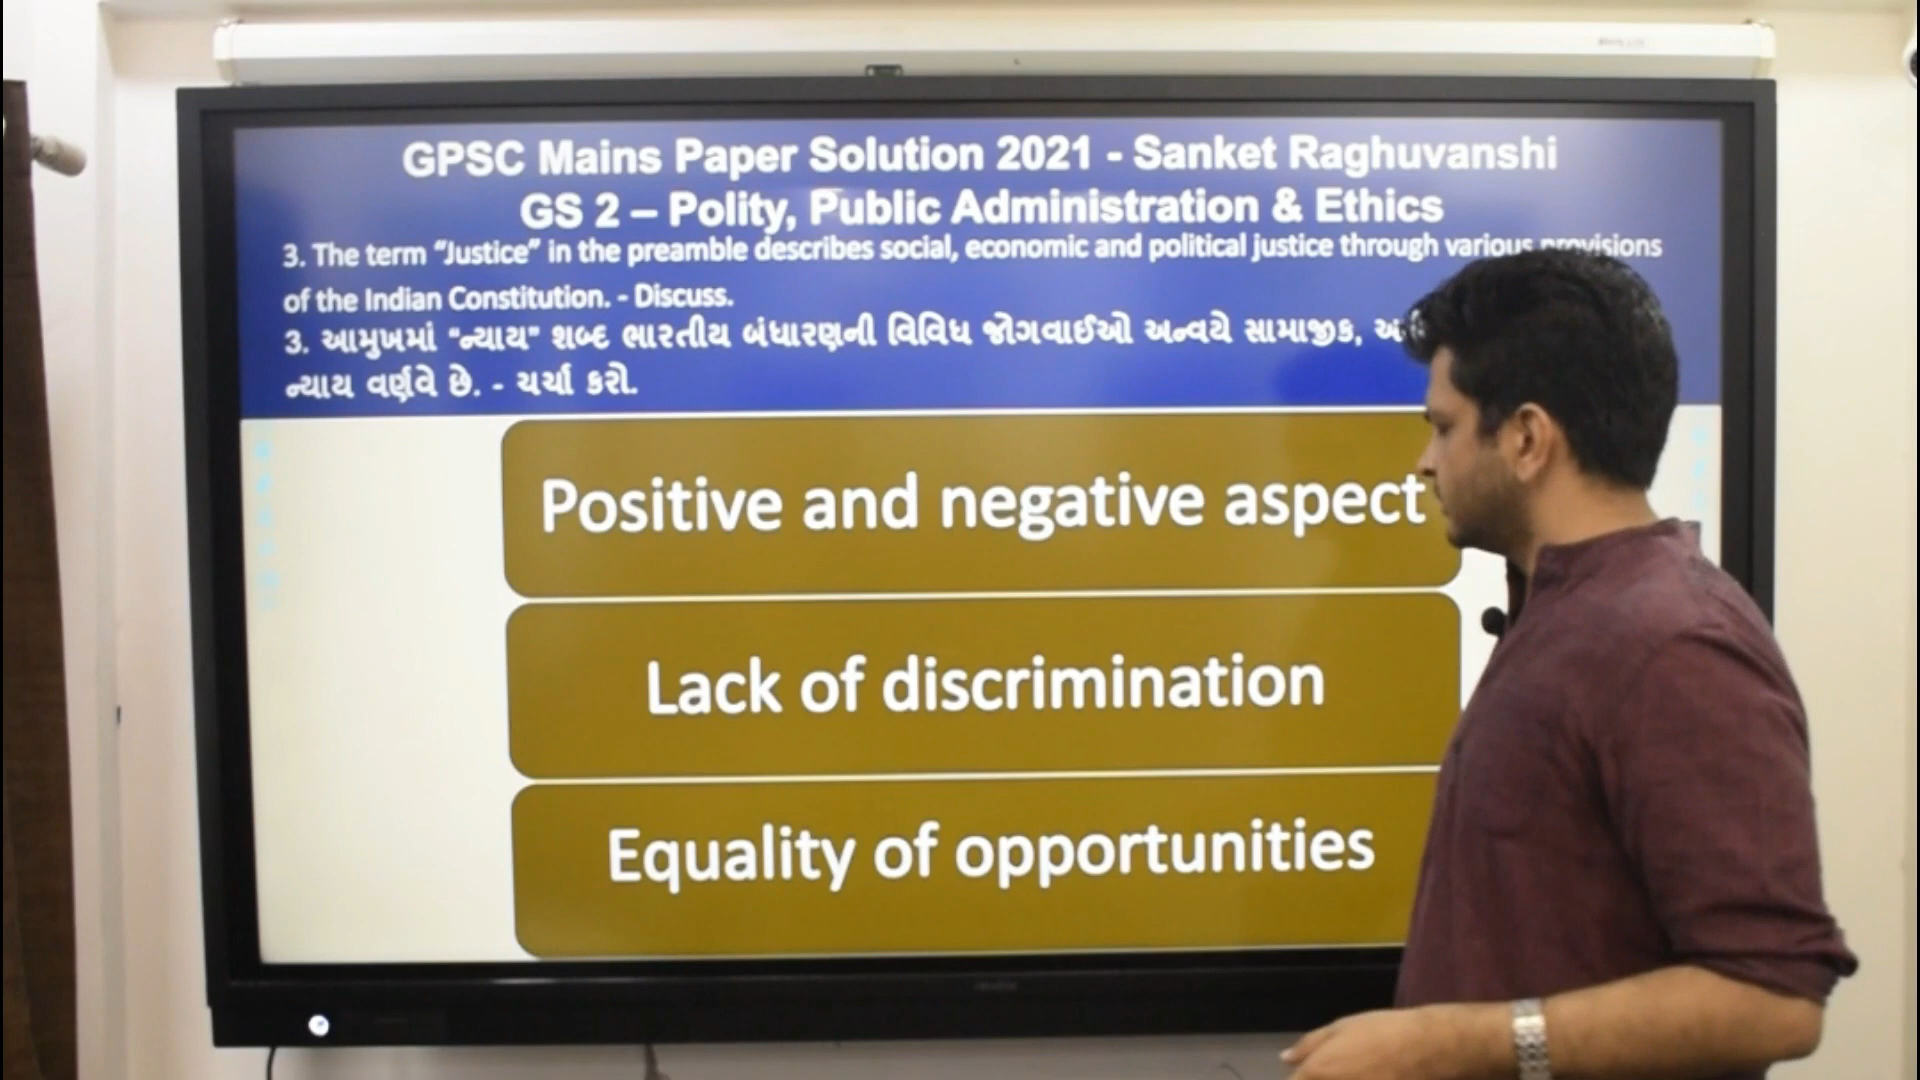 GPSC Mains Paper Solution 2021 - Sanket Raghuvanshi
GS 2 – Polity, Public Administration & Ethics
3. The term “Justice” in the preamble describes social, economic and political justice through various provisions
of the Indian Constitution. - Discuss.
3. આમુખમાં “ન્યાય” શબ્દ ભારતીય બંધારણની વિવિધ જોગવાઈઓ અન્વયે સામાજીક,
ન્યાય વર્ણવે છે. - ચર્ચા કરો.
Positive and negative aspect
Lack of discrimination
Equality of opportunities